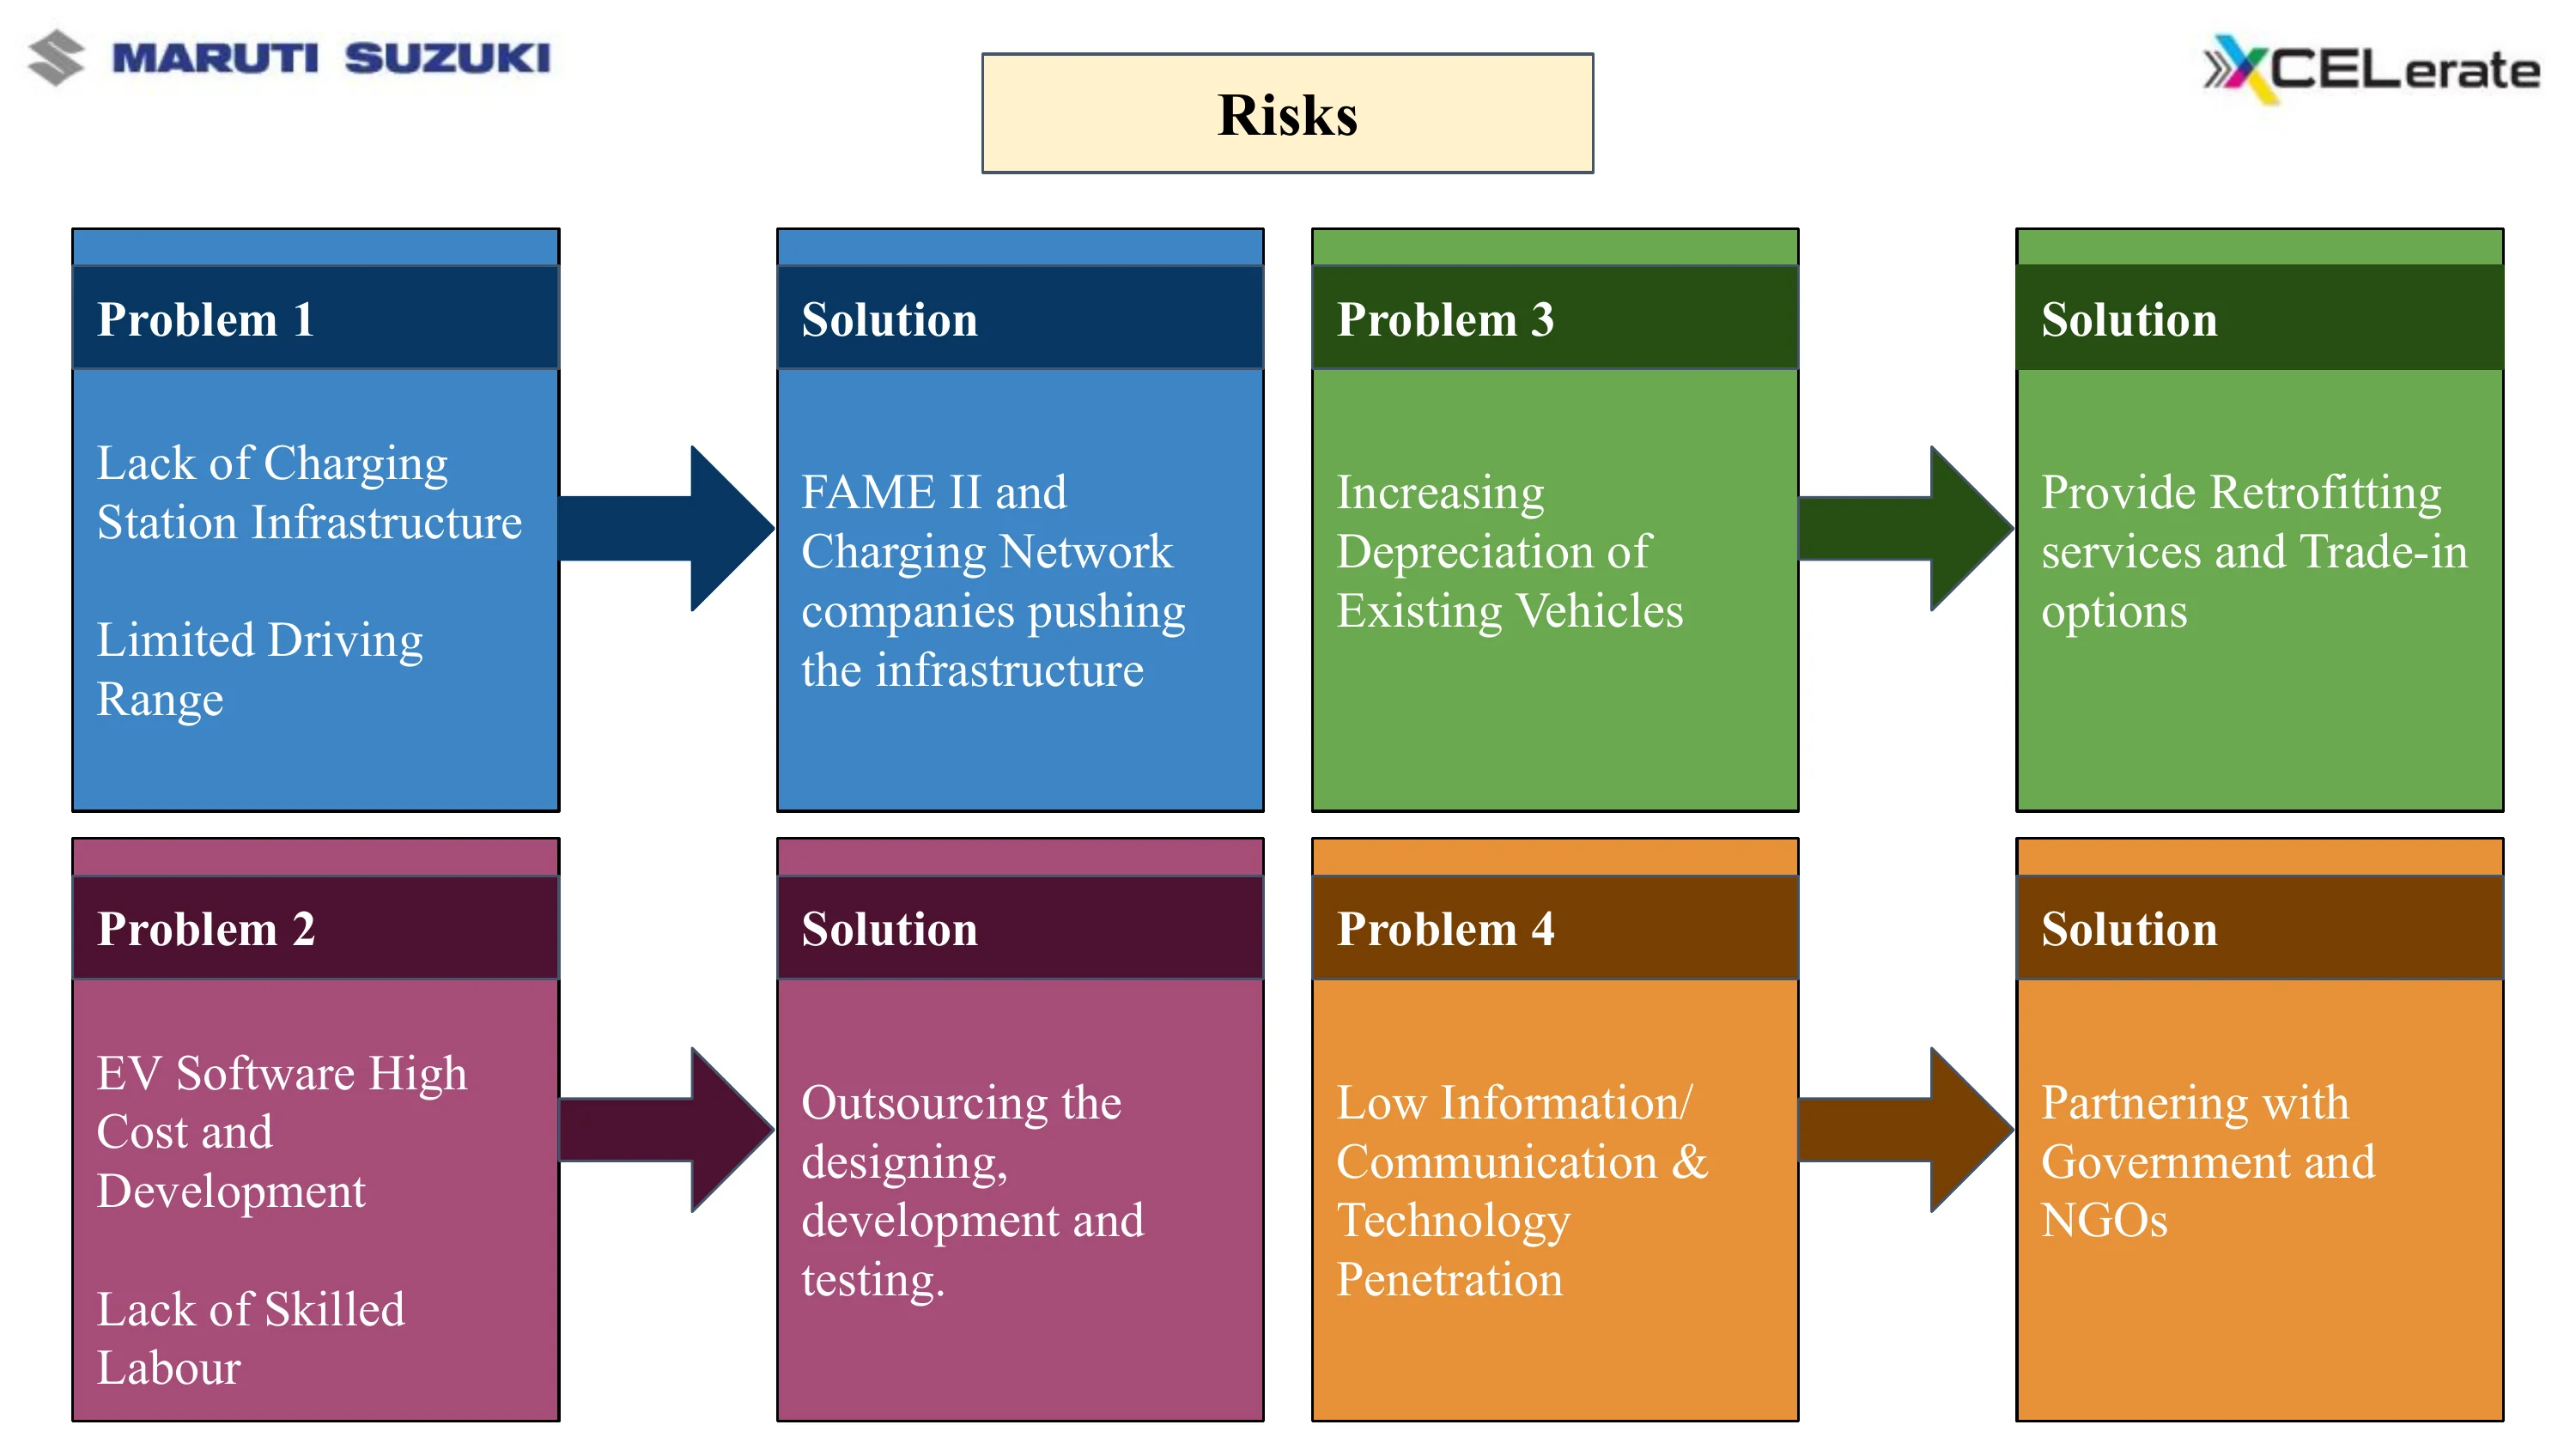 MARUTI SUZUKI
XCELerate
Risks
Problem 1
Lack of Charging
Station Infrastructure
Limited Driving
Range
Solution
FAME II and
Charging Network
companies pushing
the infrastructure
Problem 3
Increasing
Depreciation of
Existing Vehicles
Solution
Provide Retrofitting
services and Trade-in
options
Problem 2
EV Software High
Cost and
Development
Lack of Skilled
Labour
Solution
Outsourcing the
designing,
development and
testing.
Problem 4
Low Information/
Communication &
Technology
Penetration
Solution
Partnering with
Government and
NGOs